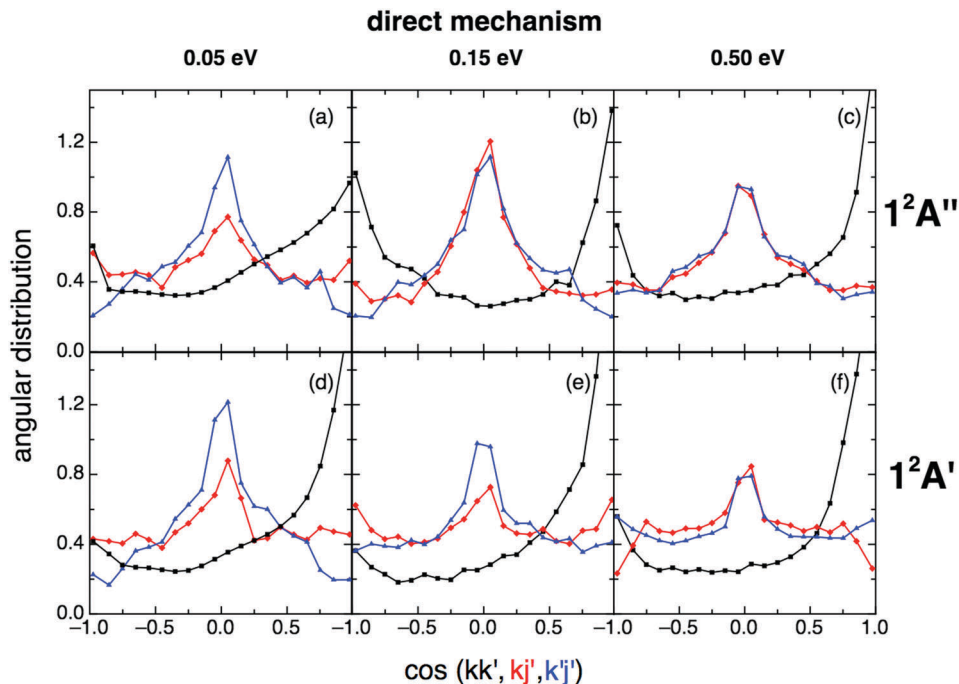 direct mechanism
0.05 eV 0.15 eV 0.50 eV
(a) (b) (c)
1.2
0.8
0.4
0.0
1²A"
(d) (e) (f)
1.2
0.8
0.4
0.0
1²A'
angular distribution
−1.0 −0.5 0.0 0.5 −1.0 −0.5 0.0 0.5 −1.0 −0.5 0.0 0.5 1.0
cos (kk', kj', k'j')